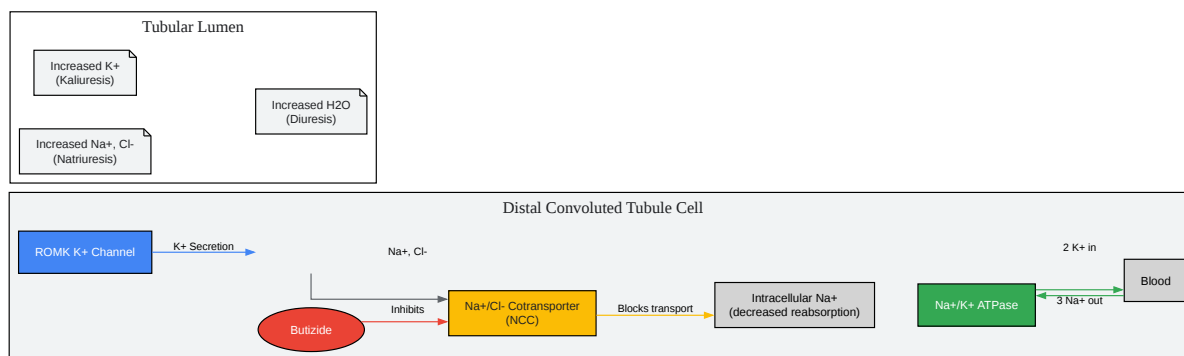 Tubular Lumen
Increased K+
(Kaliuresis)
Increased H2O
(Diuresis)
Increased Na+, Cl-
(Natriuresis)
Distal Convoluted Tubule Cell
ROMK K+ Channel
K+ Secretion
Na+, Cl-
2 K+ in
Blood
3 Na+ out
Na+/K+ ATPase
Inhibits
Na+/Cl- Cotransporter
(NCC)
Blocks transport
Intracellular Na+
(decreased reabsorption)
Butizide